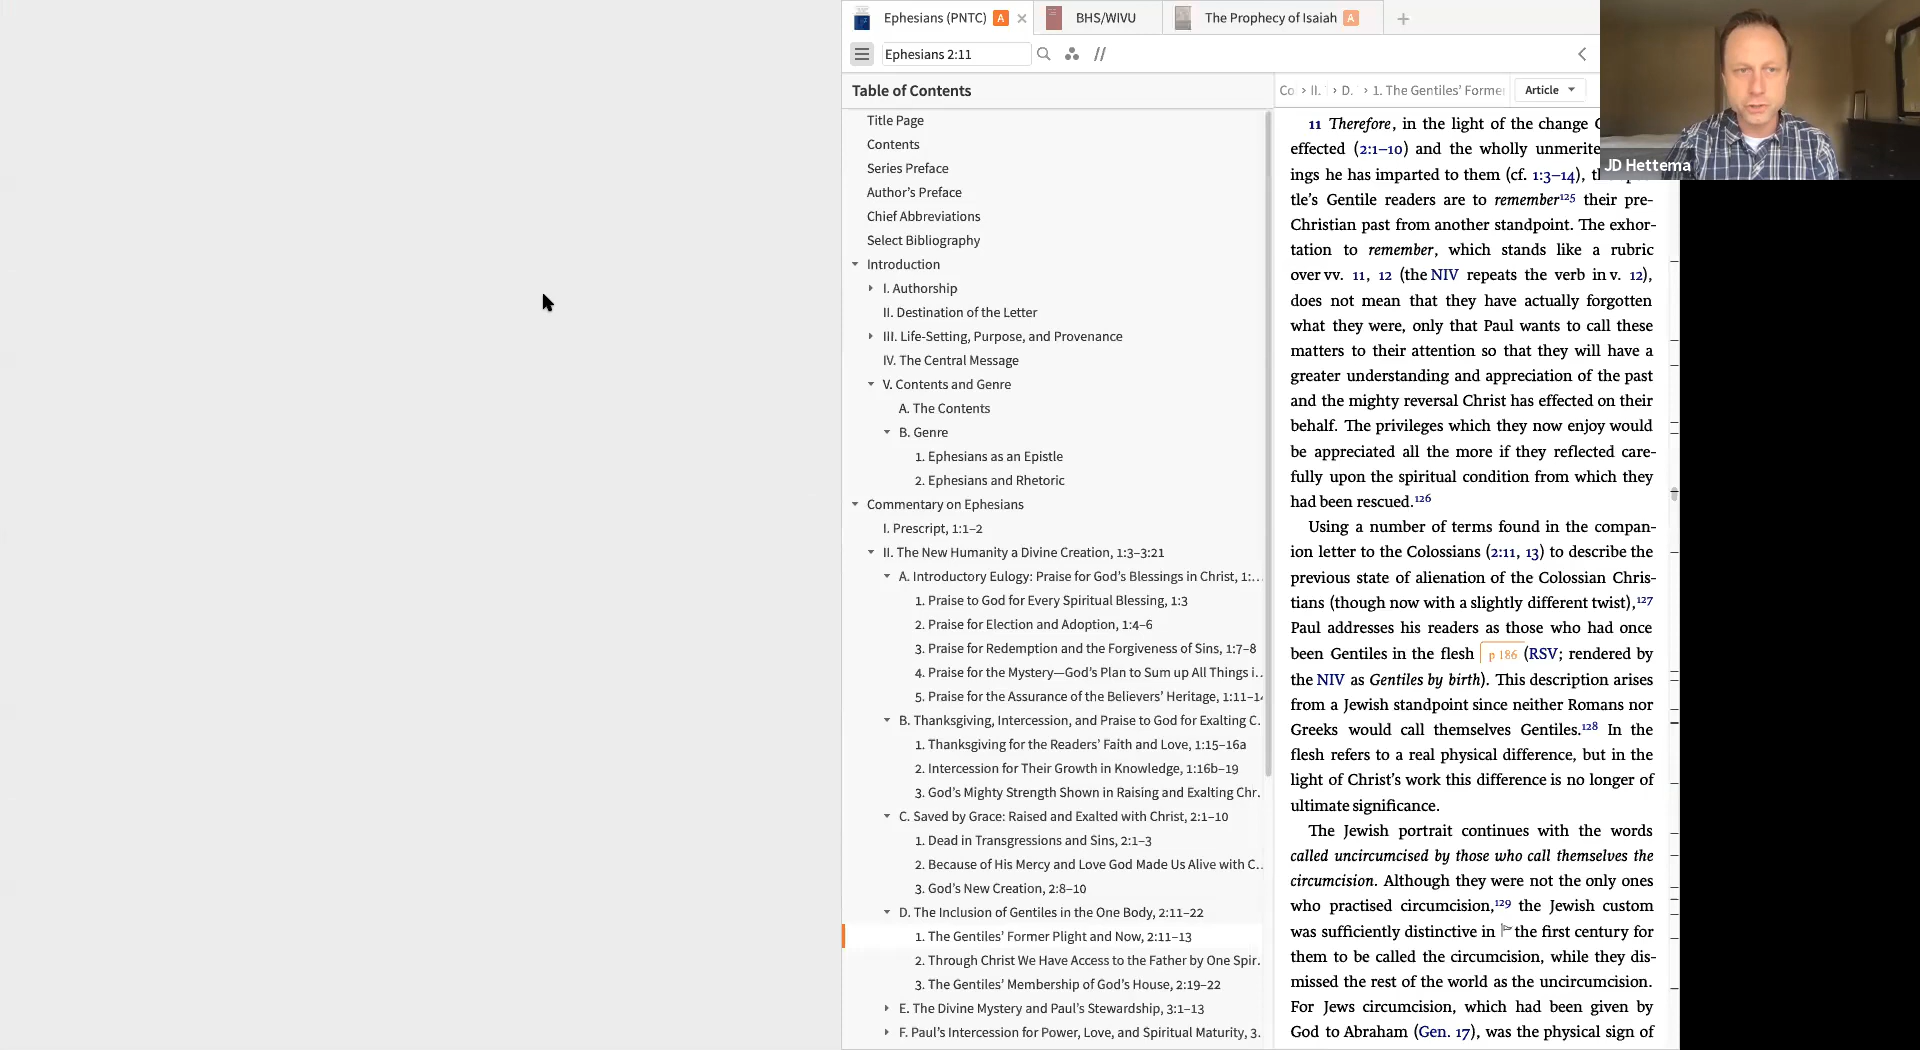 Ephesians (PNTC) A
BHS/WIVU
The Prophecy of Isaiah A
Ephesians 2:11
Table of Contents
Title Page
Contents
Series Preface
Author's Preface
Chief Abbreviations
Select Bibliography
Introduction
I. Authorship
II. Destination of the Letter
III. Life-Setting, Purpose, and Provenance
IV. The Central Message
V. Contents and Genre
A. The Contents
B. Genre
1. Ephesians as an Epistle
2. Ephesians and Rhetoric
Commentary on Ephesians
I. Prescript, 1:1–2
II. The New Humanity a Divine Creation, 1:3–3:21
A. Introductory Eulogy: Praise for God's Blessings in Christ, 1:...
1. Praise to God for Every Spiritual Blessing, 1:3
2. Praise for Election and Adoption, 1:4–6
3. Praise for Redemption and the Forgiveness of Sins, 1:7–8
4. Praise for the Mystery—God's Plan to Sum up All Things i...
5. Praise for the Assurance of the Believers' Heritage, 1:11–14
B. Thanksgiving, Intercession, and Praise to God for Exalting C...
1. Thanksgiving for the Readers' Faith and Love, 1:15–16a
2. Intercession for Their Growth in Knowledge, 1:16b–19
3. God's Mighty Strength Shown in Raising and Exalting Chr...
C. Saved by Grace: Raised and Exalted with Christ, 2:1–10
1. Dead in Transgressions and Sins, 2:1–3
2. Because of His Mercy and Love God Made Us Alive with C...
3. God's New Creation, 2:8–10
D. The Inclusion of Gentiles in the One Body, 2:11–22
1. The Gentiles' Former Plight and Now, 2:11–13
2. Through Christ We Have Access to the Father by One Spir...
3. The Gentiles' Membership of God's House, 2:19–22
E. The Divine Mystery and Paul's Stewardship, 3:1–13
F. Paul's Intercession for Power, Love, and Spiritual Maturity, 3...
Co › II. › D. › 1. The Gentiles' Forme
Article
11 Therefore, in the light of the change
effected (2:1–10) and the wholly unmerite
ings he has imparted to them (cf. 1:3–14),
tle's Gentile readers are to remember125 their pre-
Christian past from another standpoint. The exhor-
tation to remember, which stands like a rubric
over vv. 11, 12 (the NIV repeats the verb in v. 12),
does not mean that they have actually forgotten
what they were, only that Paul wants to call these
matters to their attention so that they will have a
greater understanding and appreciation of the past
and the mighty reversal Christ has effected on their
behalf. The privileges which they now enjoy would
be appreciated all the more if they reflected care-
fully upon the spiritual condition from which they
had been rescued.126
Using a number of terms found in the compan-
ion letter to the Colossians (2:11, 13) to describe the
previous state of alienation of the Colossian Chris-
tians (though now with a slightly different twist),127
Paul addresses his readers as those who had once
been Gentiles in the flesh p 186 (RSV; rendered by
the NIV as Gentiles by birth). This description arises
from a Jewish standpoint since neither Romans nor
Greeks would call themselves Gentiles.128 In the
flesh refers to a real physical difference, but in the
light of Christ's work this difference is no longer of
ultimate significance.
The Jewish portrait continues with the words
called uncircumcised by those who call themselves the
circumcision. Although they were not the only ones
who practised circumcision,129 the Jewish custom
was sufficiently distinctive in the first century for
them to be called the circumcision, while they dis-
missed the rest of the world as the uncircumcision.
For Jews circumcision, which had been given by
God to Abraham (Gen. 17), was the physical sign of
JD Hettema